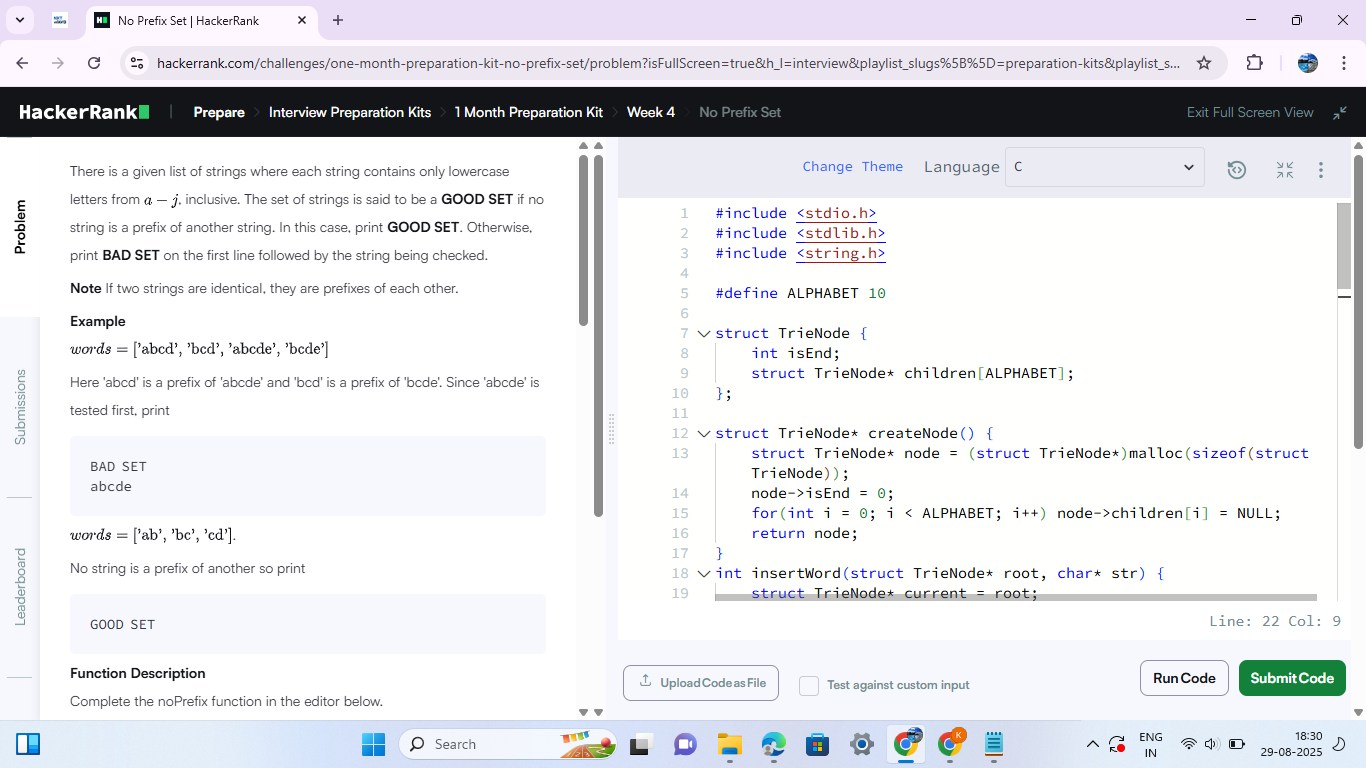 No Prefix Set | HackerRank
hackerrank.com/challenges/one-month-preparation-kit-no-prefix-set/problem?isFullScreen=true&h_l=interview&playlist_slugs%5B%5D=preparation-kits&playlist_s...
HackerRank
Prepare
Interview Preparation Kits
1 Month Preparation Kit
Week 4
No Prefix Set
Exit Full Screen View
Problem
Submissions
Leaderboard
There is a given list of strings where each string contains only lowercase
letters from a – j, inclusive. The set of strings is said to be a GOOD SET if no
string is a prefix of another string. In this case, print GOOD SET. Otherwise,
print BAD SET on the first line followed by the string being checked.
Note If two strings are identical, they are prefixes of each other.
Example
words = ['abcd', 'bcd', 'abcde', 'bcde']
Here 'abcd' is a prefix of 'abcde' and 'bcd' is a prefix of 'bcde'. Since 'abcde' is
tested first, print
BAD SET
abcde
words = ['ab', 'bc', 'cd'].
No string is a prefix of another so print
GOOD SET
Function Description
Complete the noPrefix function in the editor below.
Change Theme
Language
C
1 #include <stdio.h>
2 #include <stdlib.h>
3 #include <string.h>
4
5 #define ALPHABET 10
6
7 struct TrieNode {
8 int isEnd;
9 struct TrieNode* children[ALPHABET];
10 };
11
12 struct TrieNode* createNode() {
13 struct TrieNode* node = (struct TrieNode*)malloc(sizeof(struct
TrieNode));
14 node->isEnd = 0;
15 for(int i = 0; i < ALPHABET; i++) node->children[i] = NULL;
16 return node;
17 }
18 int insertWord(struct TrieNode* root, char* str) {
19 struct TrieNode* current = root;
Line: 22 Col: 9
Upload Code as File
Test against custom input
Run Code
Submit Code
Search
K
ENG
IN
18:30
29-08-2025